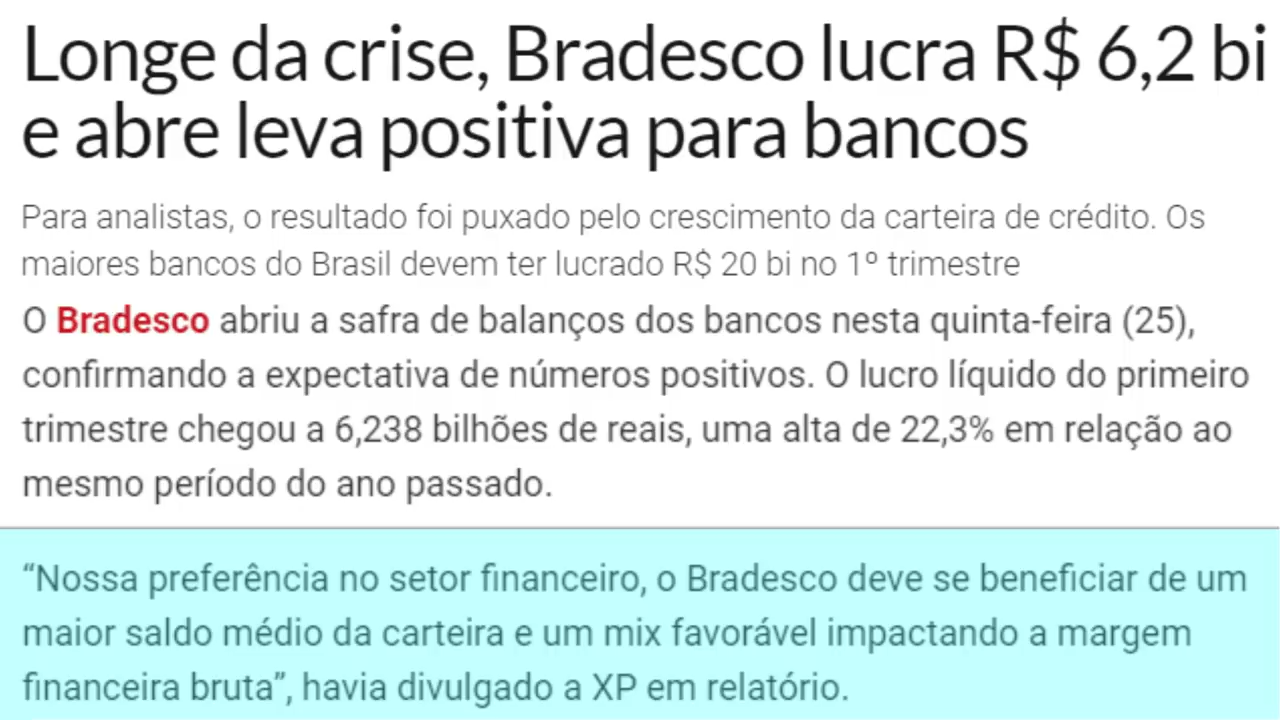 Longe da crise, Bradesco lucra R$ 6,2 bi
e abre leva positiva para bancos
Para analistas, o resultado foi puxado pelo crescimento da carteira de crédito. Os
maiores bancos do Brasil devem ter lucrado R$ 20 bi no 1º trimestre
O Bradesco abriu a safra de balanços dos bancos nesta quinta-feira (25),
confirmando a expectativa de números positivos. O lucro líquido do primeiro
trimestre chegou a 6,238 bilhões de reais, uma alta de 22,3% em relação ao
mesmo período do ano passado.
“Nossa preferência no setor financeiro, o Bradesco deve se beneficiar de um
maior saldo médio da carteira e um mix favorável impactando a margem
financeira bruta”, havia divulgado a XP em relatório.